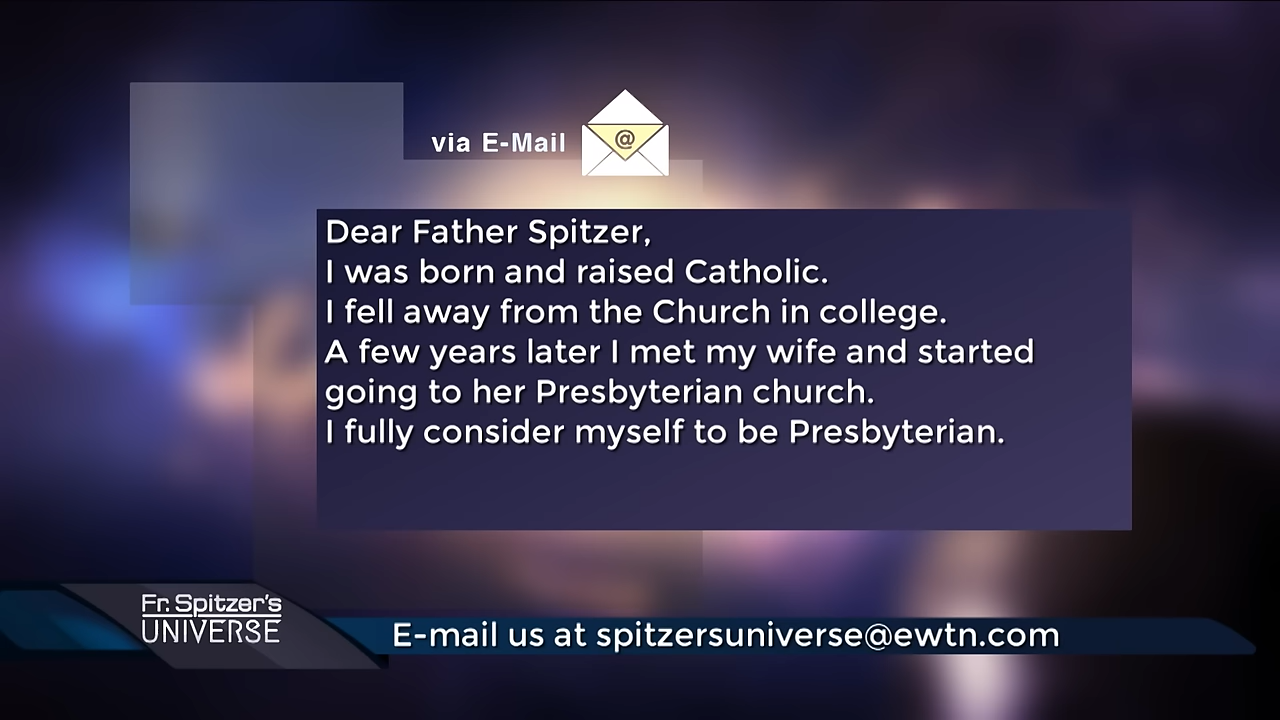 via E-Mail
@
Dear Father Spitzer,
I was born and raised Catholic.
I fell away from the Church in college.
A few years later I met my wife and started
going to her Presbyterian church.
I fully consider myself to be Presbyterian.
Fr. Spitzer's
UNIVERSE
E-mail us at spitzersuniverse@ewtn.com